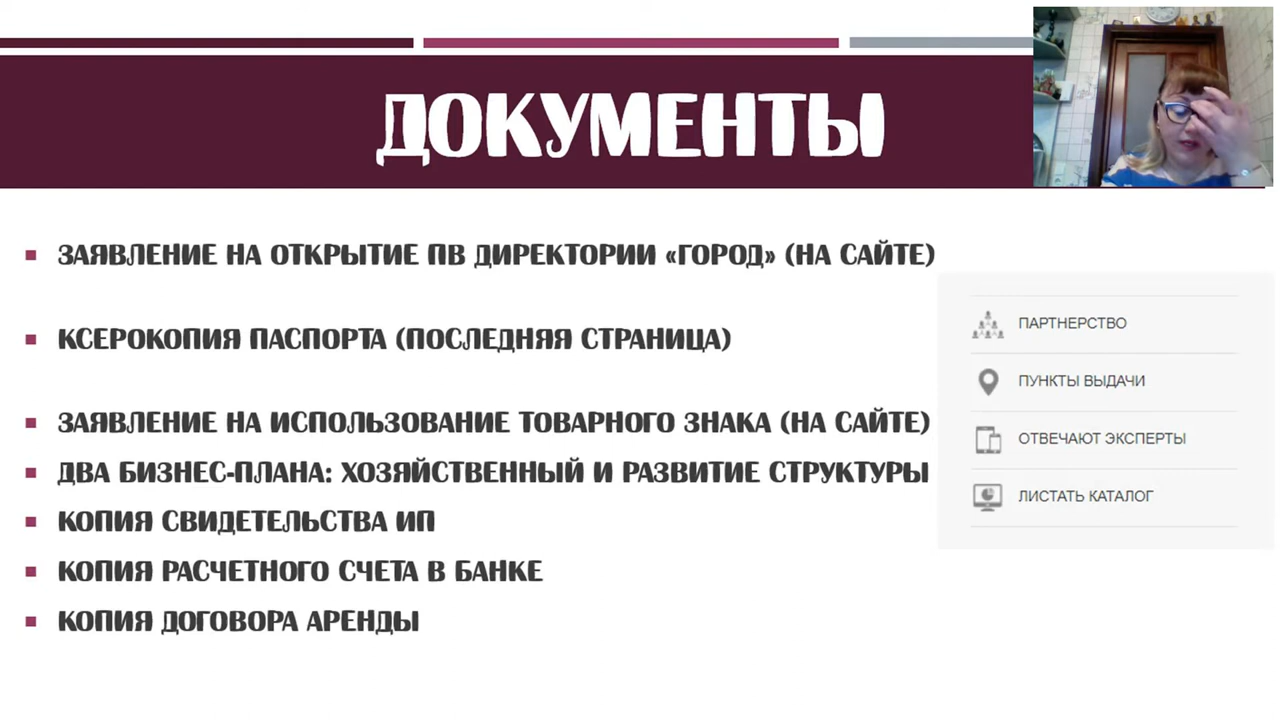 ДОКУМЕНТЫ
ЗАЯВЛЕНИЕ НА ОТКРЫТИЕ ПВ ДИРЕКТОРИИ «ГОРОД» (НА САЙТЕ)
КСЕРОКОПИЯ ПАСПОРТА (ПОСЛЕДНЯЯ СТРАНИЦА)
ЗАЯВЛЕНИЕ НА ИСПОЛЬЗОВАНИЕ ТОВАРНОГО ЗНАКА (НА САЙТЕ)
ДВА БИЗНЕС-ПЛАНА: ХОЗЯЙСТВЕННЫЙ И РАЗВИТИЕ СТРУКТУРЫ
КОПИЯ СВИДЕТЕЛЬСТВА ИП
КОПИЯ РАСЧЕТНОГО СЧЕТА В БАНКЕ
КОПИЯ ДОГОВОРА АРЕНДЫ
ПАРТНЕРСТВО
ПУНКТЫ ВЫДАЧИ
ОТВЕЧАЮТ ЭКСПЕРТЫ
ЛИСТАТЬ КАТАЛОГ